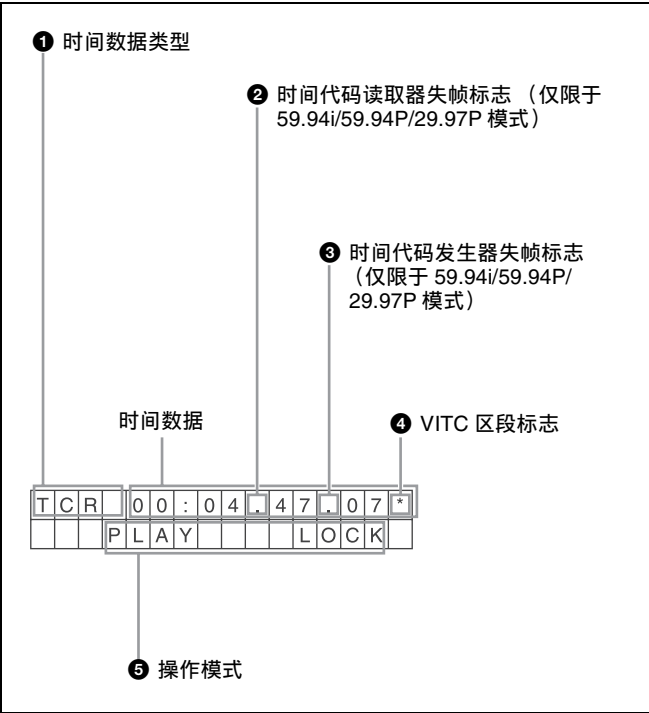 ❶ 时间数据类型
❷ 时间代码读取器失帧标志 （仅限于
59.94i/59.94P/29.97P 模式）
❸ 时间代码发生器失帧标志
（仅限于 59.94i/59.94P/
29.97P 模式）
时间数据
❹ VITC 区段标志
TCR 00:04.47.07*
PLAY LOCK
❺ 操作模式